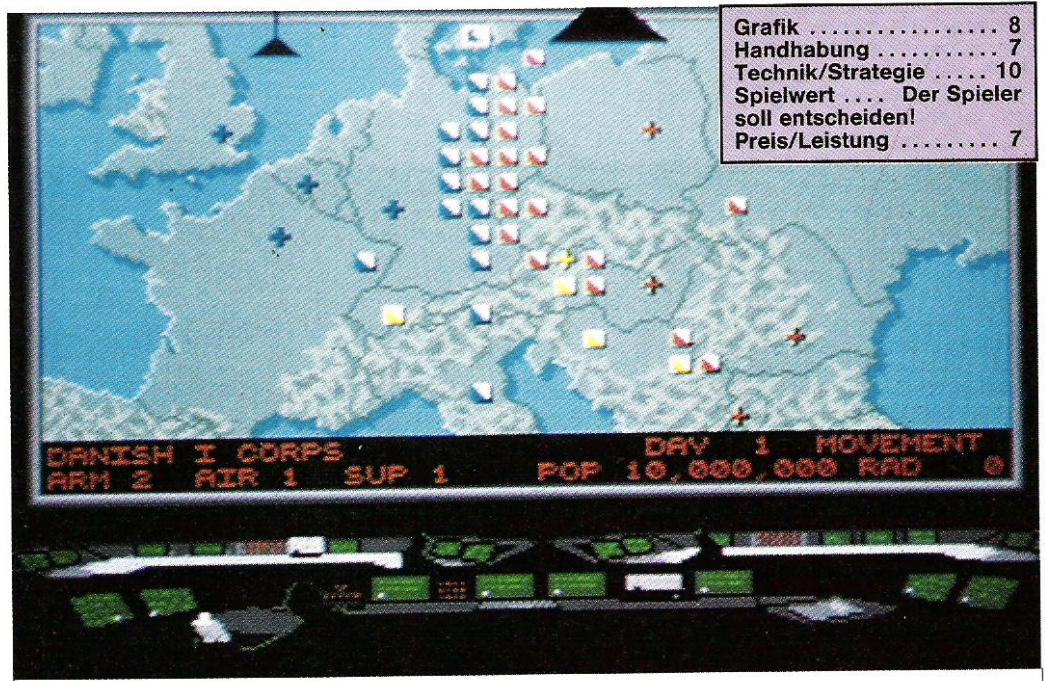 Grafik ................. 8
Handhabung ........... 7
Technik/Strategie ..... 10
Spielwert .... Der Spieler
soll entscheiden!
Preis/Leistung ......... 7
DANISH I CORPS DAY 1 MOVEMENT
ARM 2 AIR 1 SUP 1 POP 10,000,000 RAD 0